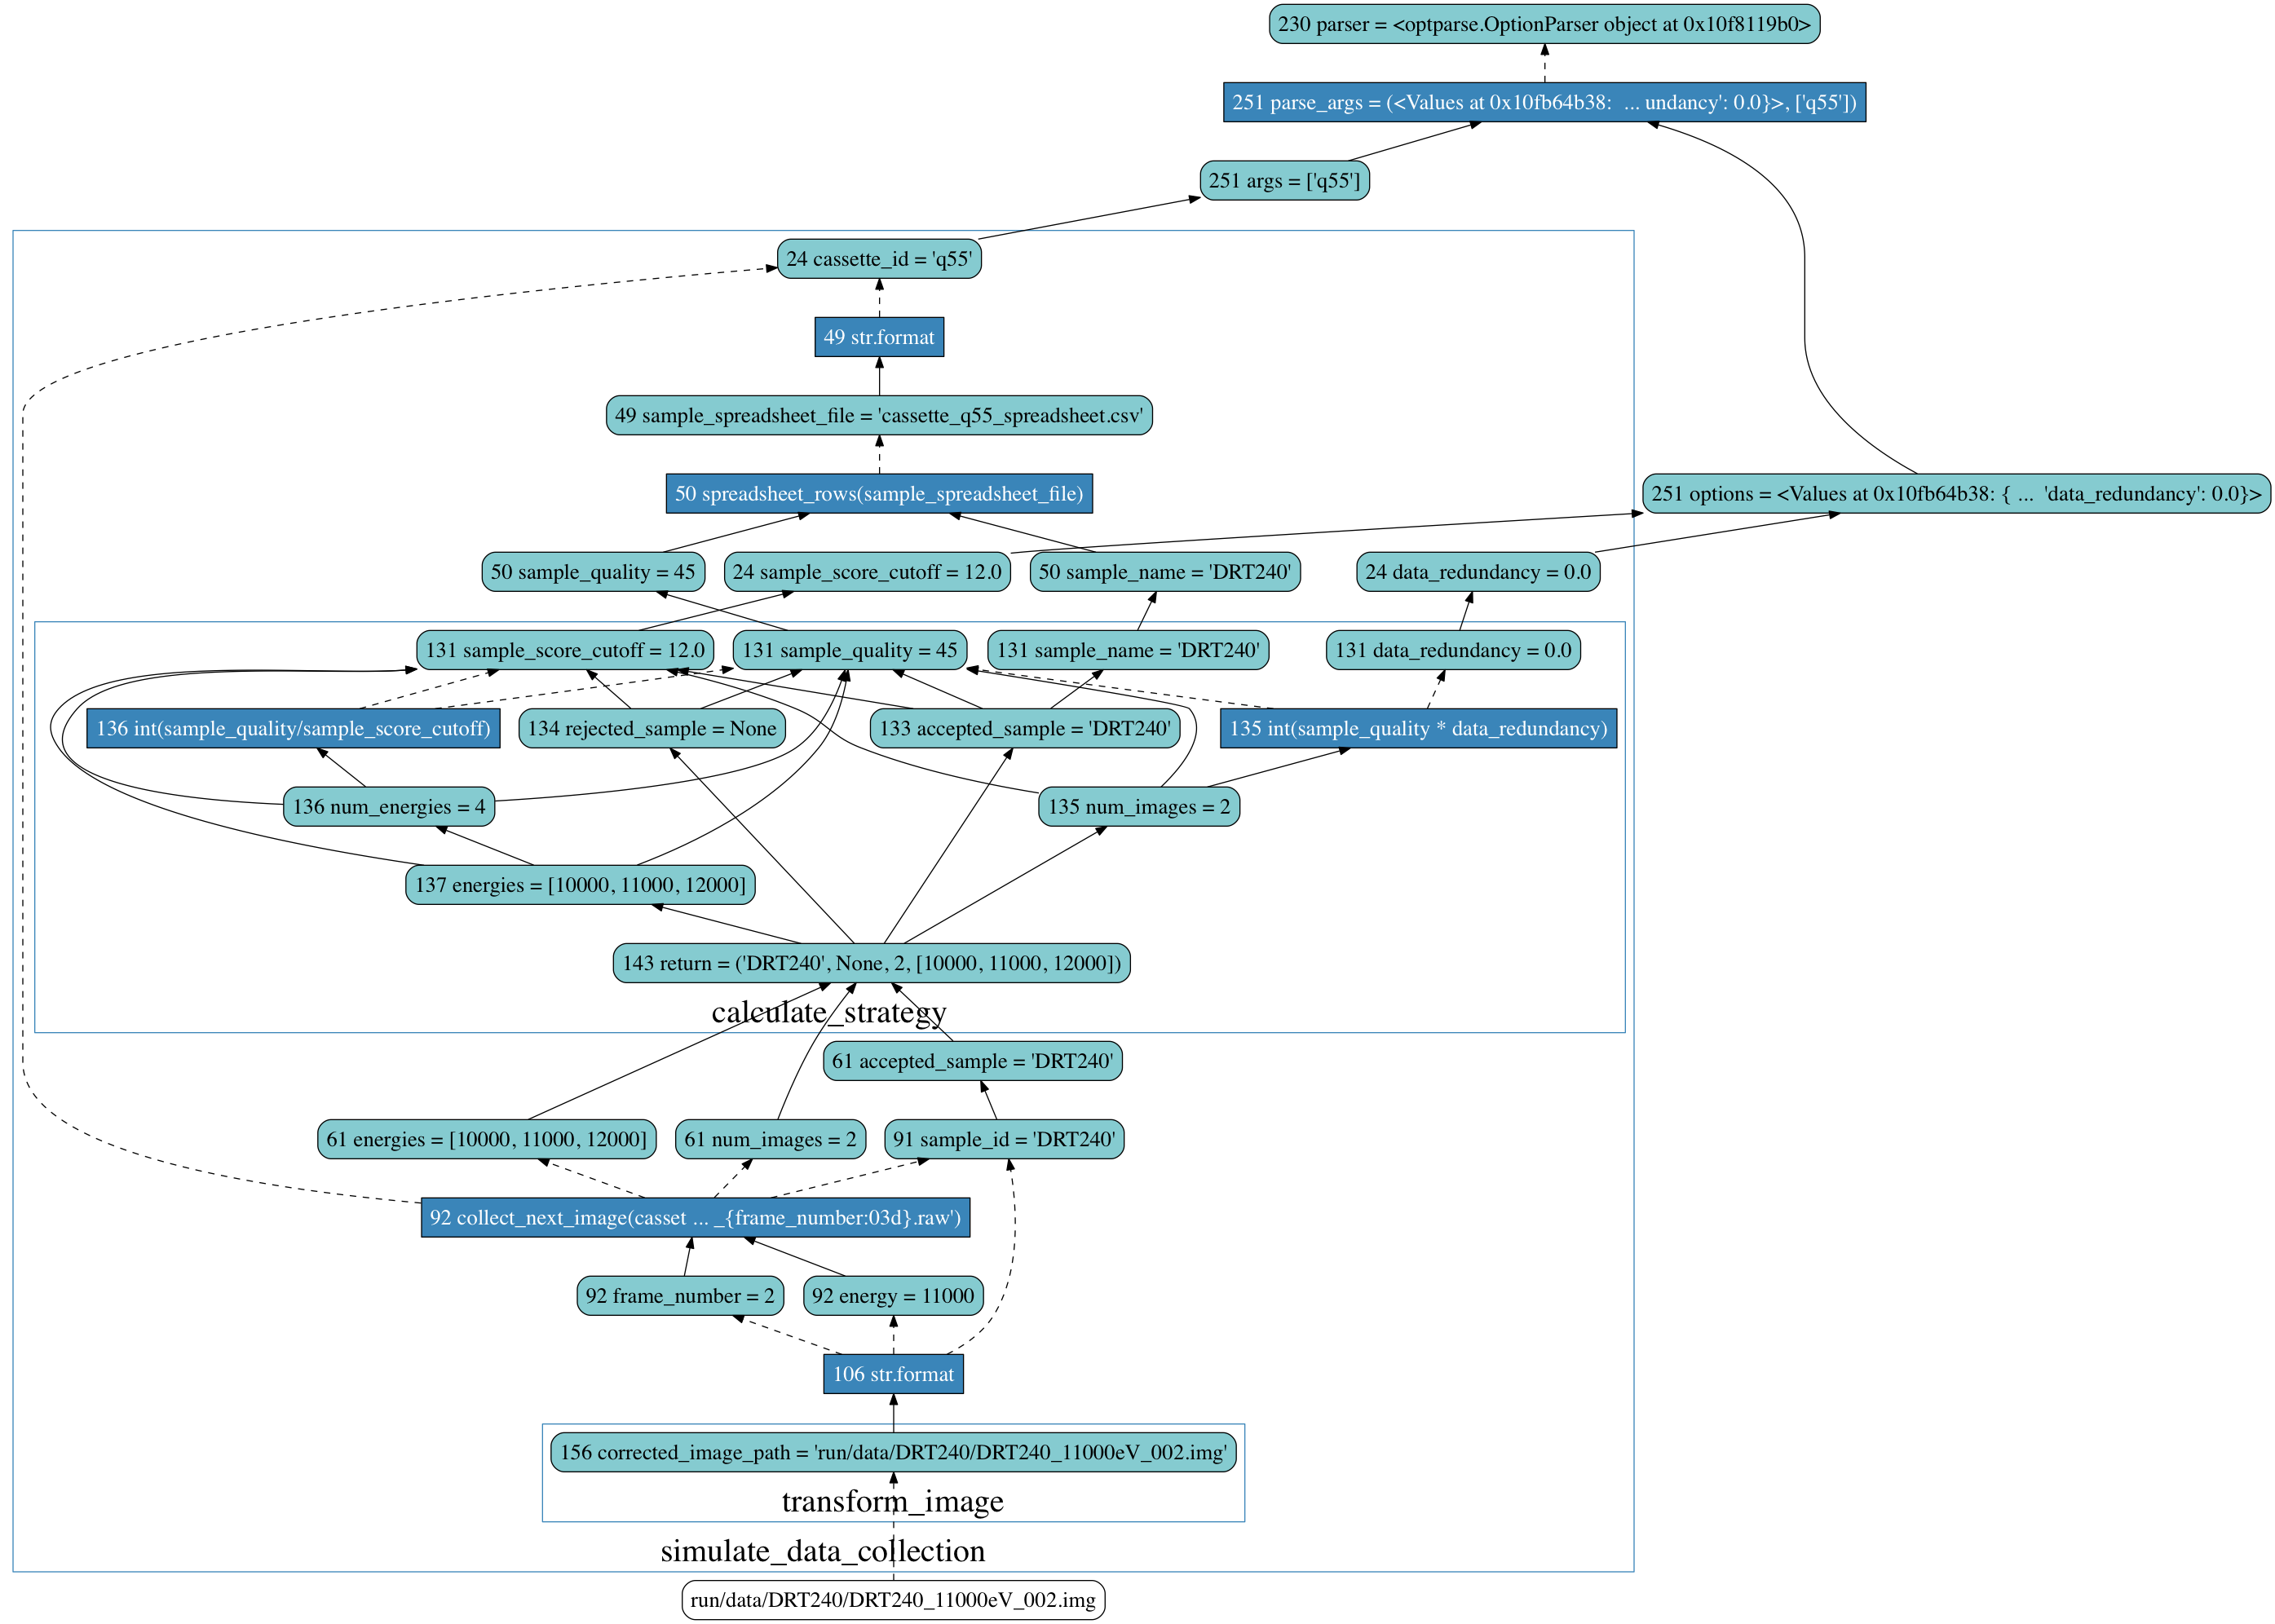 230 parser = <optparse.OptionParser object at 0x10f8119b0>
251 parse_args = (<Values at 0x10fb64b38:  ... undancy': 0.0}>, ['q55'])
251 args = ['q55']
24 cassette_id = 'q55'
49 str.format
49 sample_spreadsheet_file = 'cassette_q55_spreadsheet.csv'
50 spreadsheet_rows(sample_spreadsheet_file)
251 options = <Values at 0x10fb64b38: { ...  'data_redundancy': 0.0}>
50 sample_quality = 45
24 sample_score_cutoff = 12.0
50 sample_name = 'DRT240'
24 data_redundancy = 0.0
131 sample_score_cutoff = 12.0
131 sample_quality = 45
131 sample_name = 'DRT240'
131 data_redundancy = 0.0
136 int(sample_quality/sample_score_cutoff)
134 rejected_sample = None
133 accepted_sample = 'DRT240'
135 int(sample_quality * data_redundancy)
136 num_energies = 4
135 num_images = 2
137 energies = [10000, 11000, 12000]
143 return = ('DRT240', None, 2, [10000, 11000, 12000])
calculate_strategy
61 accepted_sample = 'DRT240'
61 energies = [10000, 11000, 12000]
61 num_images = 2
91 sample_id = 'DRT240'
92 collect_next_image(casset ... _{frame_number:03d}.raw')
92 frame_number = 2
92 energy = 11000
106 str.format
156 corrected_image_path = 'run/data/DRT240/DRT240_11000eV_002.img'
transform_image
simulate_data_collection
run/data/DRT240/DRT240_11000eV_002.img